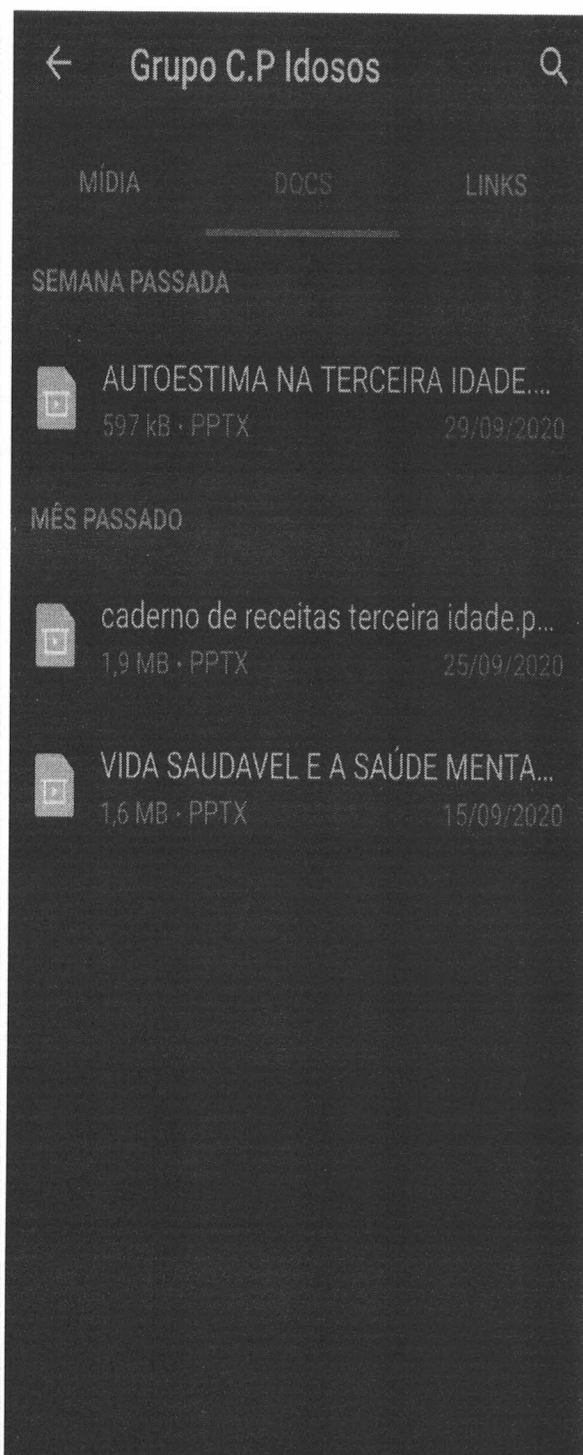 Grupo C.P Idosos
MÍDIA DOCS LINKS
SEMANA PASSADA
AUTOESTIMA NA TERCEIRA IDADE....
597 kB · PPTX 29/09/2020
MÊS PASSADO
caderno de receitas terceira idade.p...
1,9 MB · PPTX 25/09/2020
VIDA SAUDAVEL E A SAÚDE MENTA...
1,6 MB · PPTX 15/09/2020